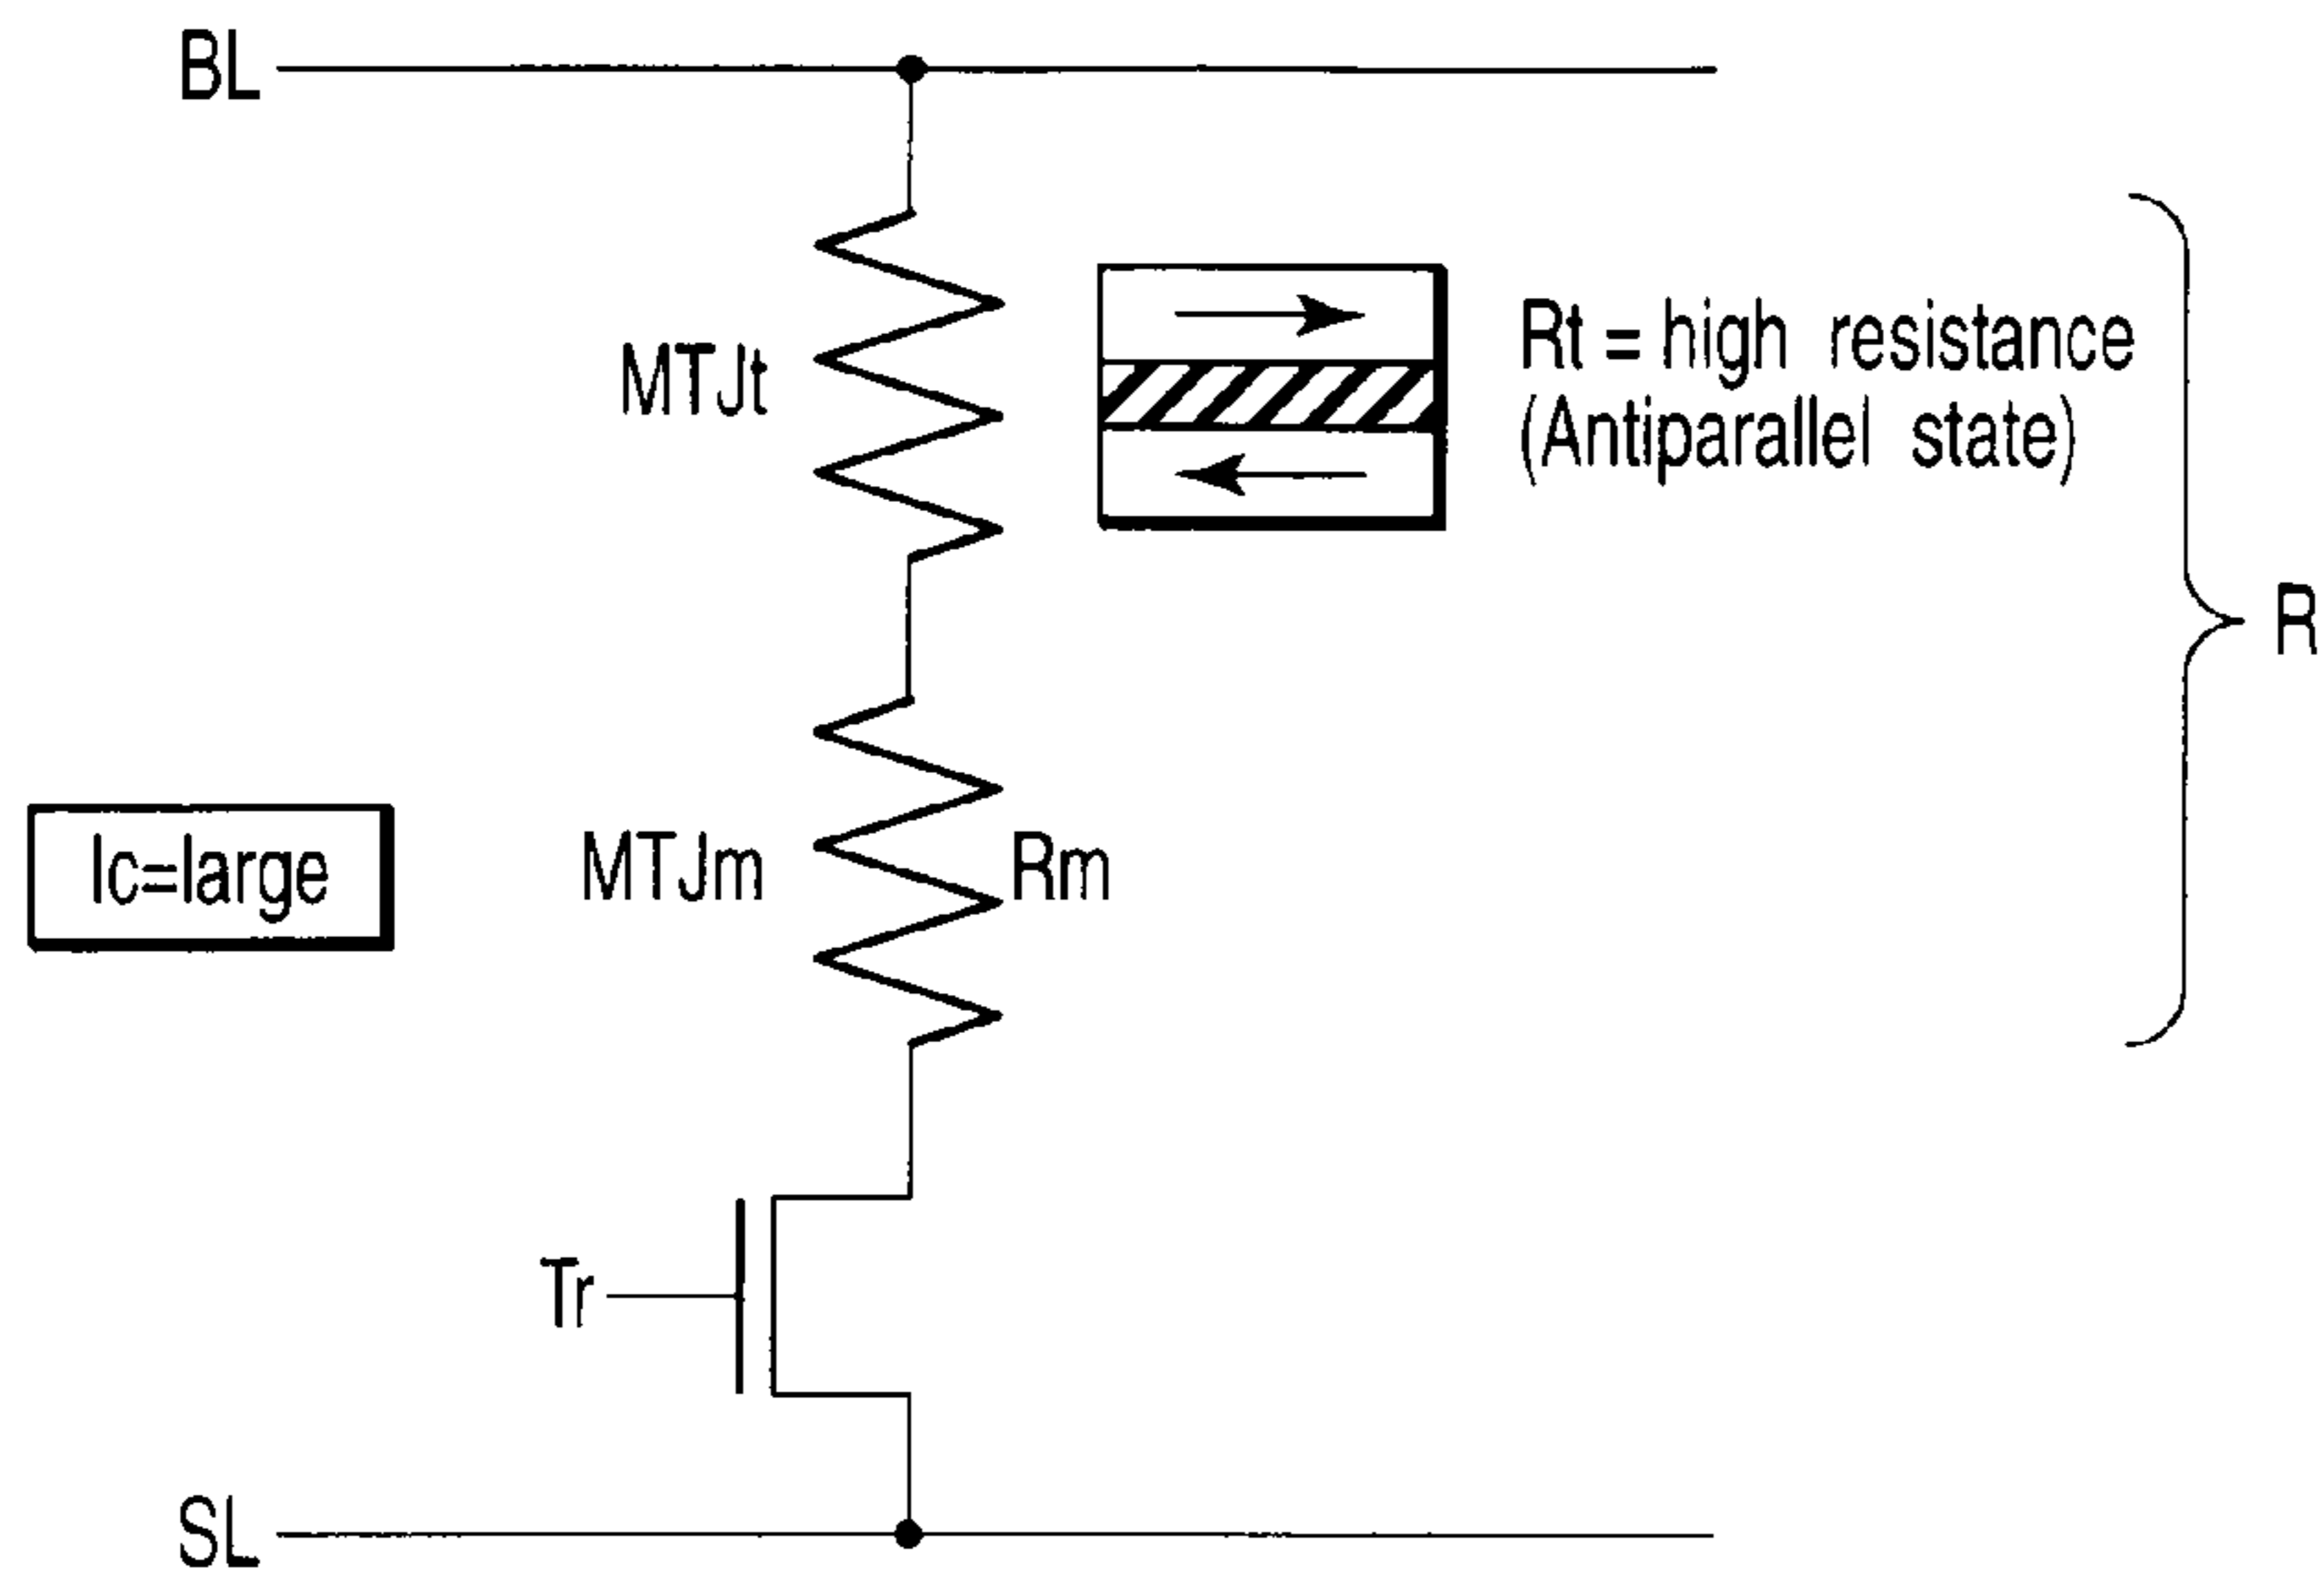 BL
MTJt
Rt = high resistance
(Antiparallel state)
R
Ic=large
MTJm
Rm
Tr
SL